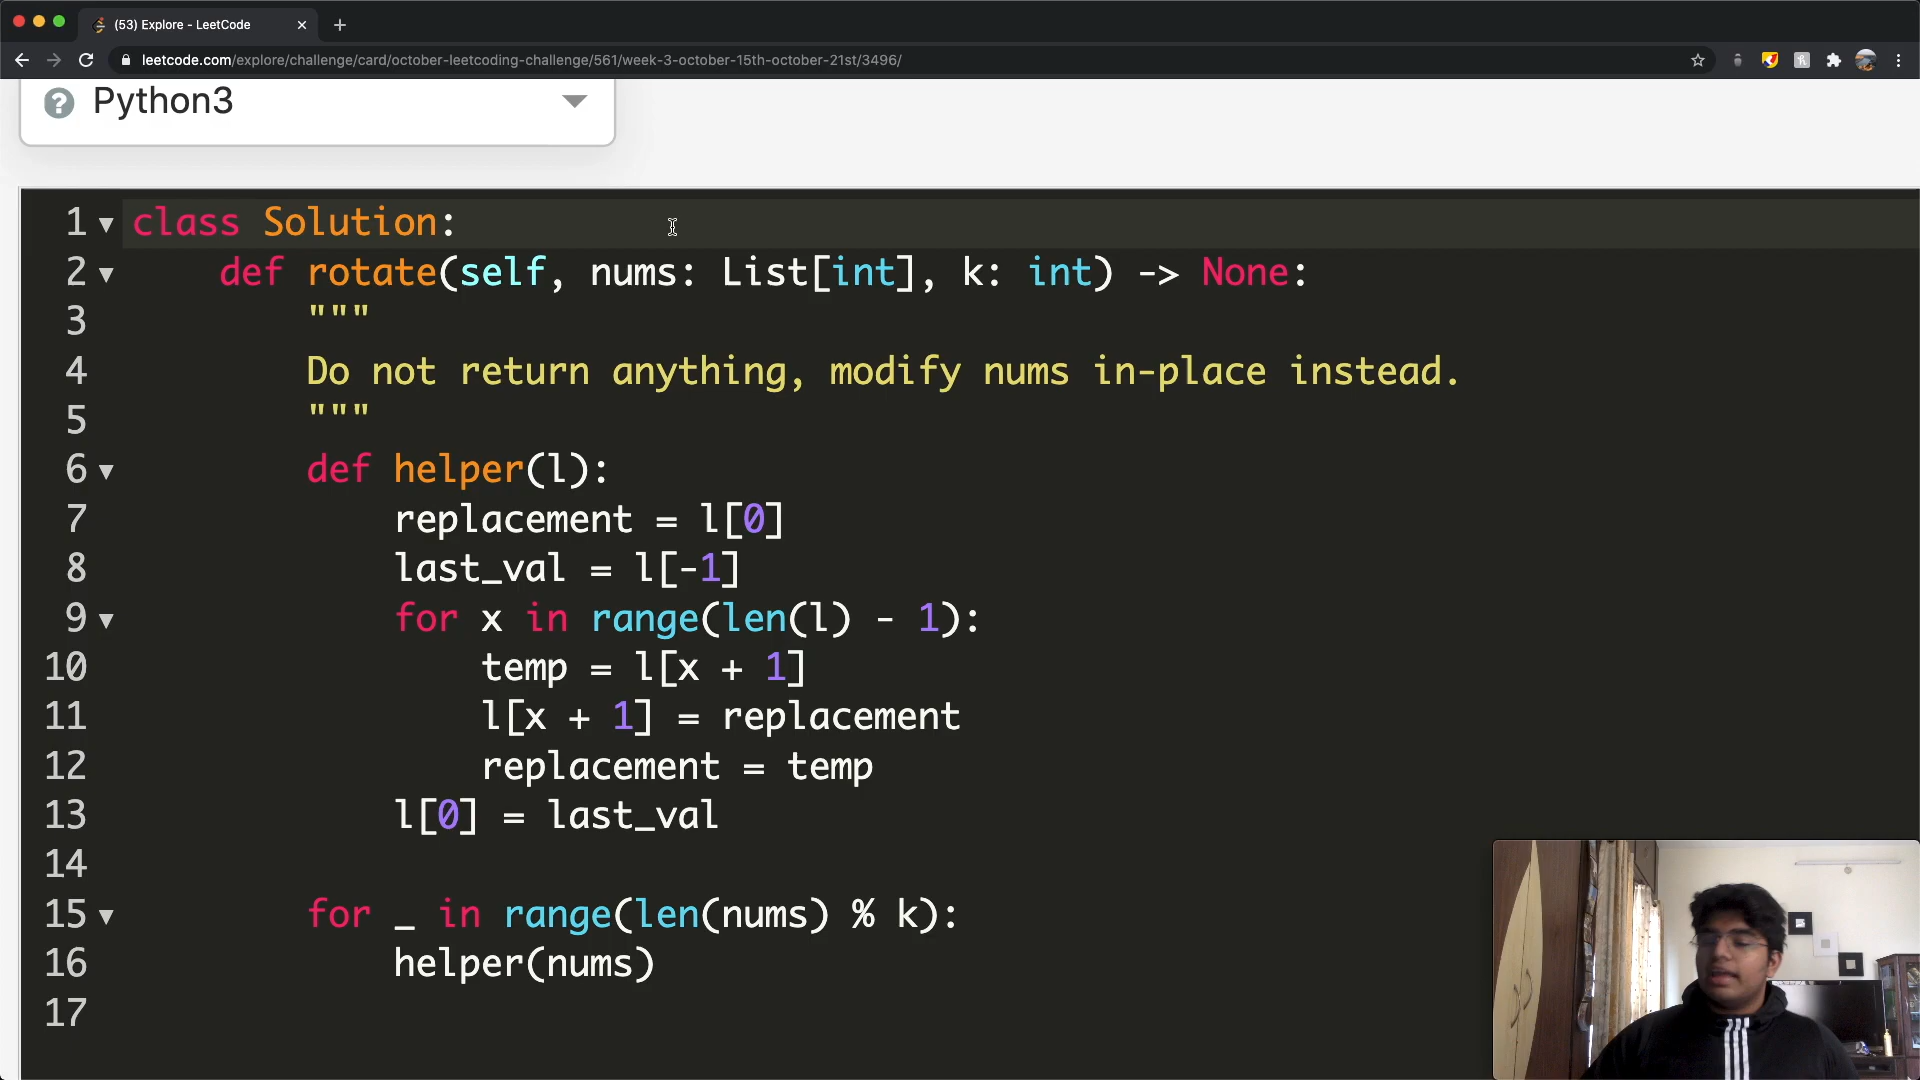 (53) Explore - LeetCode
leetcode.com/explore/challenge/card/october-leetcoding-challenge/561/week-3-october-15th-october-21st/3496/
Python3
1 class Solution:
2 def rotate(self, nums: List[int], k: int) -> None:
3 """
4 Do not return anything, modify nums in-place instead.
5 """
6 def helper(l):
7 replacement = l[0]
8 last_val = l[-1]
9 for x in range(len(l) - 1):
10 temp = l[x + 1]
11 l[x + 1] = replacement
12 replacement = temp
13 l[0] = last_val
14
15 for _ in range(len(nums) % k):
16 helper(nums)
17